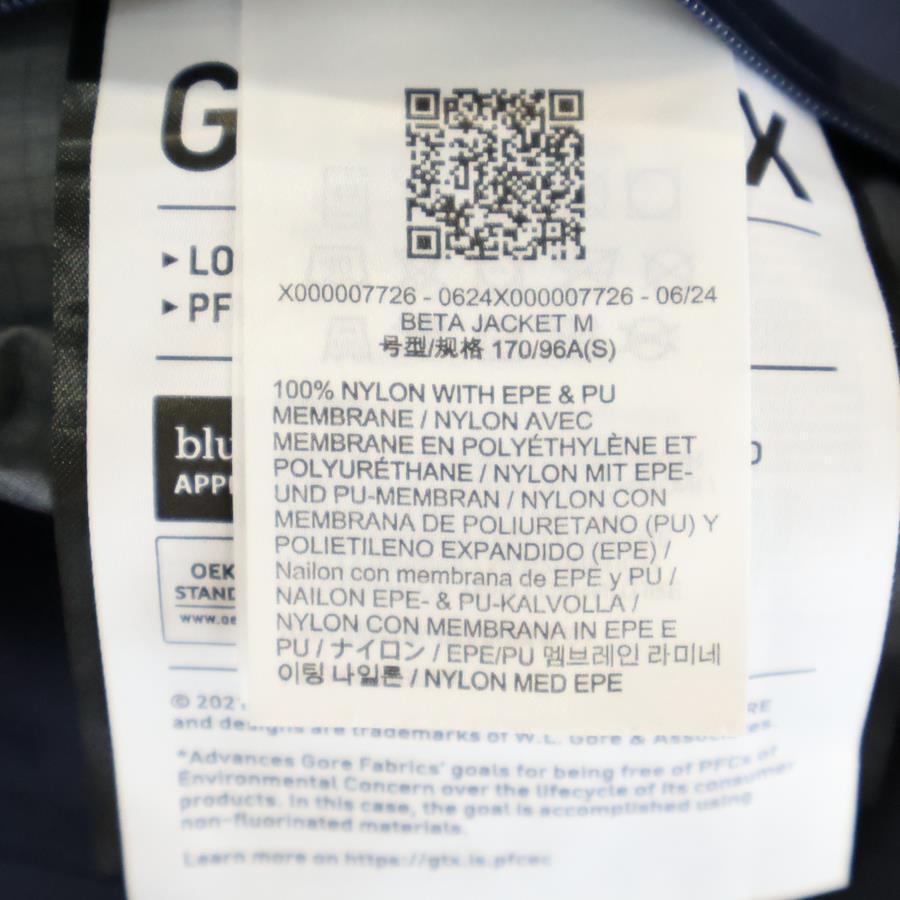 G X
▸ LO
▸ PF
X000007726 - 0624X000007726 - 06/24
BETA JACKET M
号型/规格 170/96A(S)
100% NYLON WITH EPE & PU
MEMBRANE / NYLON AVEC
MEMBRANE EN POLYÉTHYLÈNE ET
POLYURÉTHANE / NYLON MIT EPE-
UND PU-MEMBRAN / NYLON CON
MEMBRANA DE POLIURETANO (PU) Y
POLIETILENO EXPANDIDO (EPE) /
Nailon con membrana de EPE y PU /
NAILON EPE- & PU-KALVOLLA /
NYLON CON MEMBRANA IN EPE E
PU / ナイロン / EPE/PU 멤브레인 라미네
이팅 나일론 / NYLON MED EPE
blu
APP
OEK
STAND
www.oe
© 202 RE
and designs are trademarks of W.L. Gore & Associates.
*Advances Gore Fabrics' goals for being free of PFCs of
Environmental Concern over the lifecycle of its consumer
products. In this case, the goal is accomplished using
non-fluorinated materials.
Learn more on https://gtx.is.pfcec